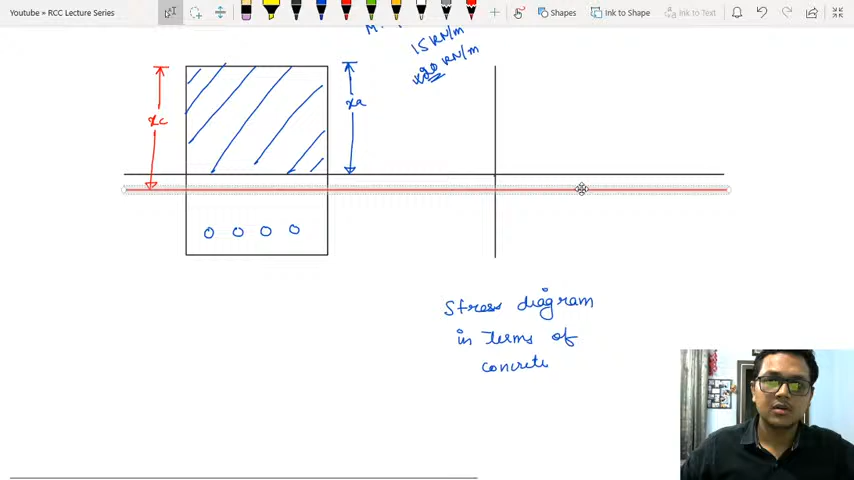 Youtube » RCC Lecture Series
Shapes
Ink to Shape
Ink to Text
15 KN/m
20 KN/m
xc
xa
Stress diagram
in terms of
concrete